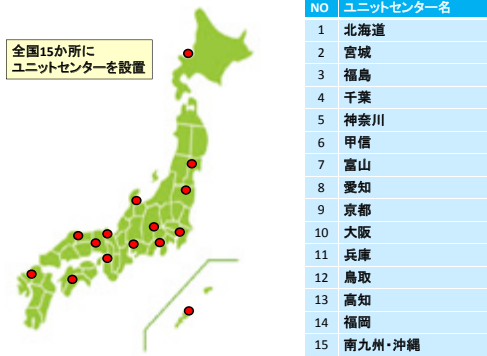 全国15か所に
ユニットセンターを設置
NO ユニットセンター名
1 北海道
2 宮城
3 福島
4 千葉
5 神奈川
6 甲信
7 富山
8 愛知
9 京都
10 大阪
11 兵庫
12 鳥取
13 高知
14 福岡
15 南九州・沖縄